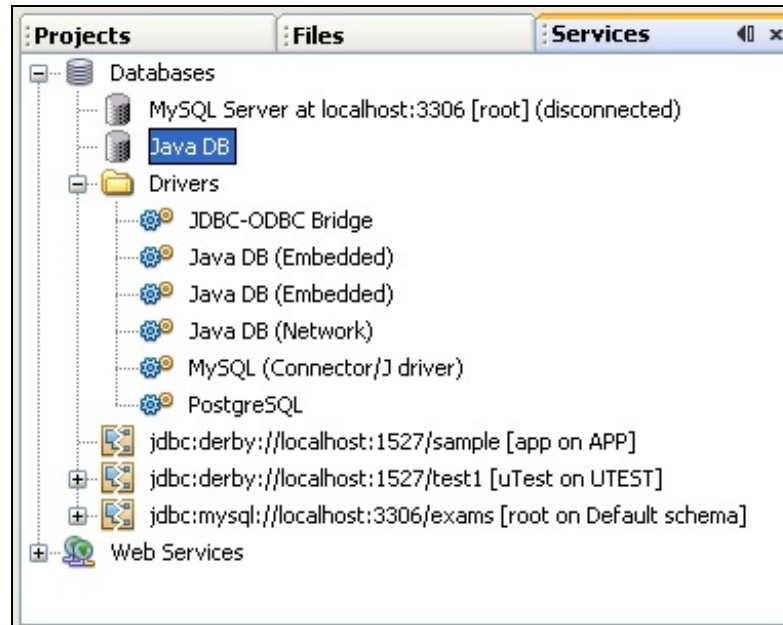 Projects Files Services
Databases
MySQL Server at localhost:3306 [root] (disconnected)
Java DB
Drivers
JDBC-ODBC Bridge
Java DB (Embedded)
Java DB (Embedded)
Java DB (Network)
MySQL (Connector/J driver)
PostgreSQL
jdbc:derby://localhost:1527/sample [app on APP]
jdbc:derby://localhost:1527/test1 [uTest on UTEST]
jdbc:mysql://localhost:3306/exams [root on Default schema]
Web Services